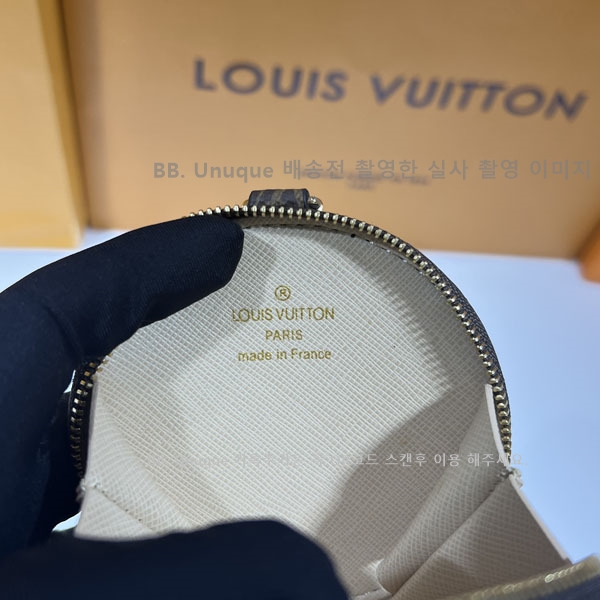 LOUIS VUITTON
BB. Unuque 배송전 촬영한 실사 촬영 이미지
®
LOUIS VUITTON
PARIS
made in France
스캔후 이용 해주세요